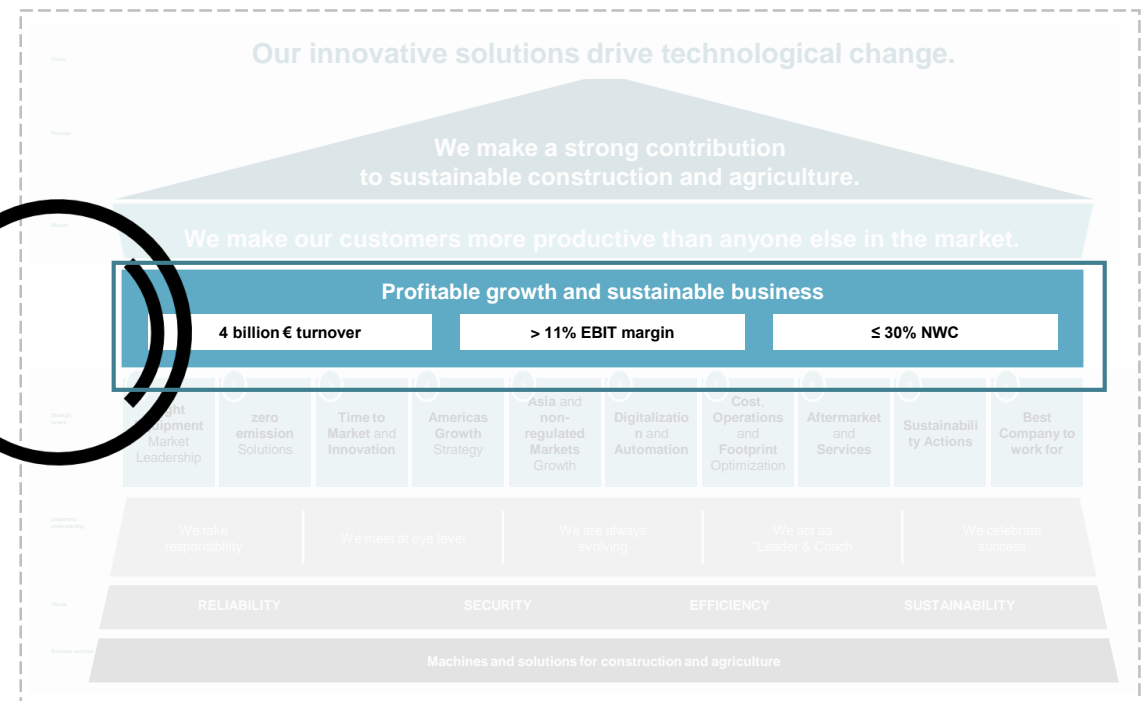 Our innovative solutions drive technological change.
We make a strong contribution
to sustainable construction and agriculture.
We make our customers more productive than anyone else in the market.
Profitable growth and sustainable business
4 billion € turnover
> 11% EBIT margin
≤ 30% NWC
Market
Leadership
zero
emission
Solutions
Time to
Market and
Innovation
Americas
Growth
Strategy
Asia and
non-
regulated
Markets
Growth
Digitalizatio
n and
Automation
Cost,
Operations
and
Footprint
Optimization
Aftermarket
and
Services
Sustainabili
ty Actions
Best
Company to
work for
We take
responsibility
We meet at eye level
We are always
evolving
We act as
"Leader & Coach
We celebrate
success
RELIABILITY
SECURITY
EFFICIENCY
SUSTAINABILITY
Machines and solutions for construction and agriculture